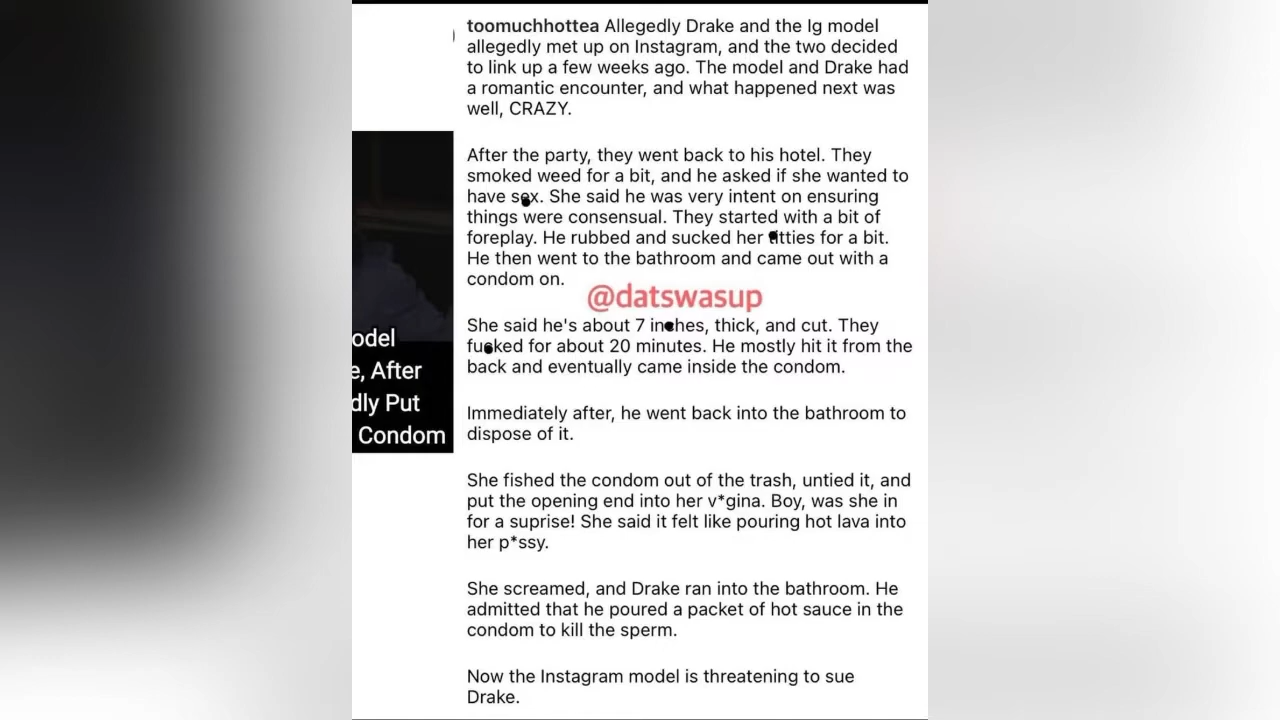 toomuchhottea Allegedly Drake and the Ig model
allegedly met up on Instagram, and the two decided
to link up a few weeks ago. The model and Drake had
a romantic encounter, and what happened next was
well, CRAZY.
After the party, they went back to his hotel. They
smoked weed for a bit, and he asked if she wanted to
have sex. She said he was very intent on ensuring
things were consensual. They started with a bit of
foreplay. He rubbed and sucked her titties for a bit.
He then went to the bathroom and came out with a
condom on.
@datswasup
She said he's about 7 inches, thick, and cut. They
fucked for about 20 minutes. He mostly hit it from the
back and eventually came inside the condom.
Immediately after, he went back into the bathroom to
dispose of it.
She fished the condom out of the trash, untied it, and
put the opening end into her v*gina. Boy, was she in
for a suprise! She said it felt like pouring hot lava into
her p*ssy.
She screamed, and Drake ran into the bathroom. He
admitted that he poured a packet of hot sauce in the
condom to kill the sperm.
Now the Instagram model is threatening to sue
Drake.
odel
e, After
dly Put
Condom